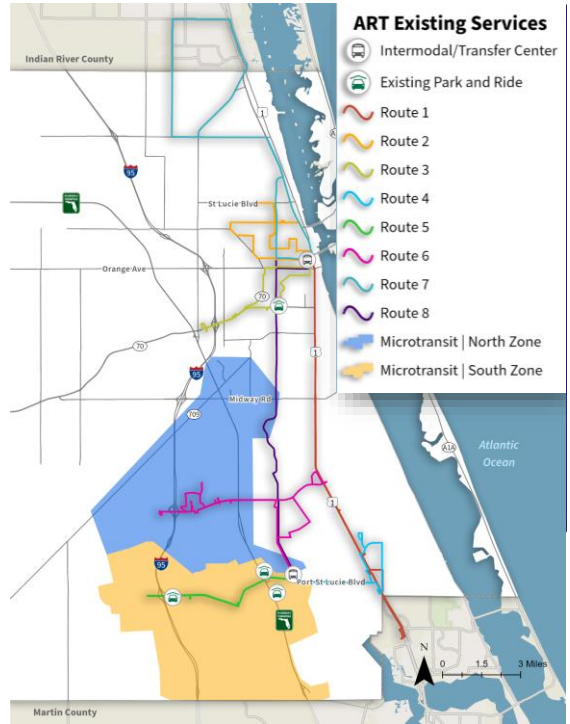 ART Existing Services
Intermodal/Transfer Center
Existing Park and Ride
Route 1
Route 2
Route 3
Route 4
Route 5
Route 6
Route 7
Route 8
Microtransit | North Zone
Microtransit | South Zone
Indian River County
1
A1A
95
St Lucie Blvd
Orange Ave
70
70
1
95
Midway Rd
709
A1A
Atlantic
Ocean
1
95
Port St Lucie Blvd
N
0 1.5 3 Miles
Martin County